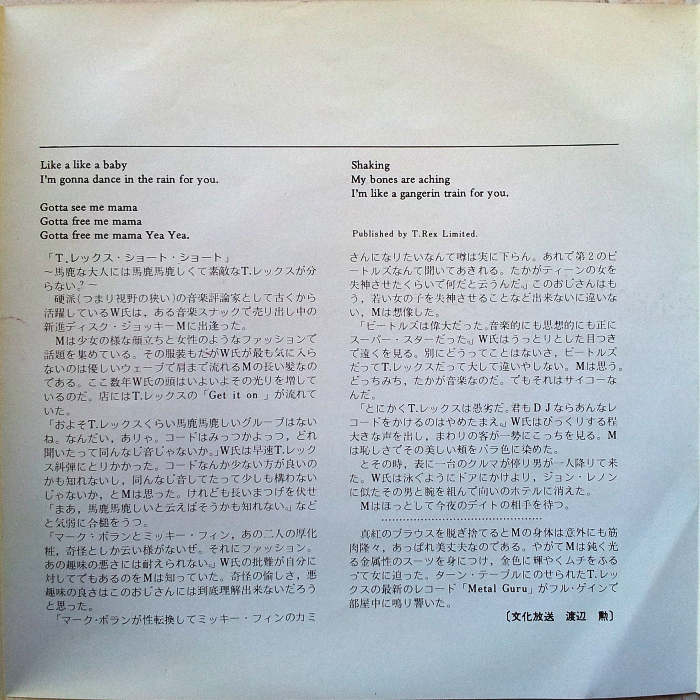 Like a like a baby
I'm gonna dance in the rain for you.
Gotta see me mama
Gotta free me mama
Gotta free me mama Yea Yea.
「T.レックス・ショート・ショート」
～馬鹿な大人には馬鹿馬鹿しくて素敵なT.レックスが分
らない？～
硬派(つまり視野の狭い)の音楽評論家として古くから
活躍しているW氏は、ある音楽スナックで売り出し中の
新進ディスク・ジョッキーMに出逢った。
Mは少女の様な顔立ちと女性のようなファッションで
話題を集めている。その服装もだがW氏が最も気に入ら
ないのは優しいウェーブて肩まで流れるMの長い髪なの
である。ここ数年W氏の頭はいよいよその光りを増して
いるのだ。店にはT.レックスの「Get it on 」が流れて
いた。
「およそT.レックスくらい馬鹿馬鹿しいグループはない
ね。なんだい、ありゃ。コードはみっつかよっつ、どれ
聞いたって同んなじ音じゃないか。」W氏は早速T.レック
ス糾弾にとりかかった。コードなんか少ない方が良いの
かも知れないし、同んなじ音してたって少しも構わない
じゃないか、とMは思った。けれども長いまつげを伏せ
「まあ、馬鹿馬鹿しいと云えばそうかも知れない。」など
と気弱に合槌をうつ。
「マーク・ボランとミッキー・フィン、あの二人の厚化
粧、奇怪としか云い様がないぜ。それにファッション。
あの趣味の悪さには耐えられない。」W氏の批難が自分に
対してでもあるのをMは知っていた。奇怪の愉しさ、悪
趣味の良さはこのおじさんには到底理解出来ないだろう
と思った。
「マーク・ボランが性転換してミッキー・フィンのカミ
Shaking
My bones are aching
I'm like a gangerin train for you.
Published by T.Rex Limited.
さんになりたいなんて噂は実に下らん。あれで第2のビ
ートルズなんて聞いてあきれる。たかがティーンの女を
失神させたくらいで何だと云うんだ。」このおじさんはも
う、若い女の子を失神させることなど出来ないに違いな
い、Mは想像した。
「ビートルズは偉大だった。音楽的にも思想的にも正に
スーパー・スターだった。」W氏はうっとりとした目つき
で遠くを見る。別にどうってことはないさ、ビートルズ
だってT.レックスだって大して違いやしない。Mは思う。
どっちみち、たかが音楽なのだ。でもそれはサイコーな
んだ。
「とにかくT.レックスは愚劣だ。君もDJならあんなレ
コードをかけるのはやめたまえ。」W氏はびっくりする程
大きな声を出し、まわりの客が一勢にこっちを見る。M
は恥しさでその美しい頬をバラ色に染めた。
とその時、表に一台のクルマが停り男が一人降りて来
た。W氏は泳ぐようにドアにかけより、ジョン・レノン
に似たその男と腕を組んで向いのホテルに消えた。
Mはほっとして今夜のデイトの相手を待つ。
………………………………
真紅のブラウスを脱ぎ捨てるとMの身体は意外にも筋
肉隆々、あっぱれ美丈夫なのである。やがてMは鈍く光
る金属性のスーツを身につけ、金色に輝やくムチをふる
って女に迫った。ターン・テーブルにのせられたT.レッ
クスの最新のレコード「Metal Guru」がフル・ゲインで
部屋中に鳴り響いた。
〔文化放送 渡辺 勲〕